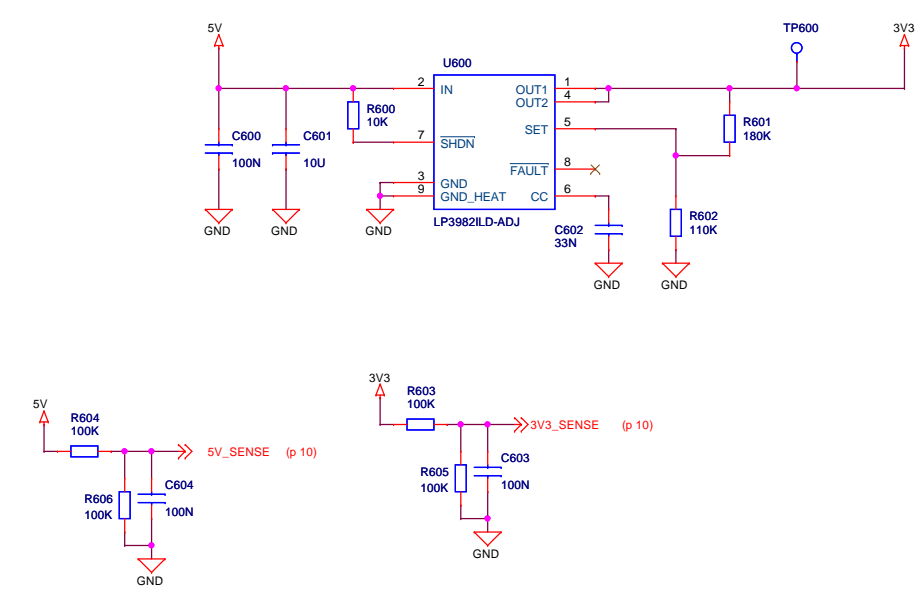 5V
TP600
3V3
U600
2
IN
OUT1
1
OUT2
4
R600
10K
R601
180K
C600
100N
C601
10U
SET
5
7
SHDN
FAULT
8
3
GND
9
GND_HEAT
CC
6
LP3982ILD-ADJ
C602
33N
R602
110K
GND
GND
GND
GND
GND
3V3
R603
100K
3V3_SENSE (p 10)
R605
100K
C603
100N
GND
5V
R604
100K
5V_SENSE (p 10)
R606
100K
C604
100N
GND